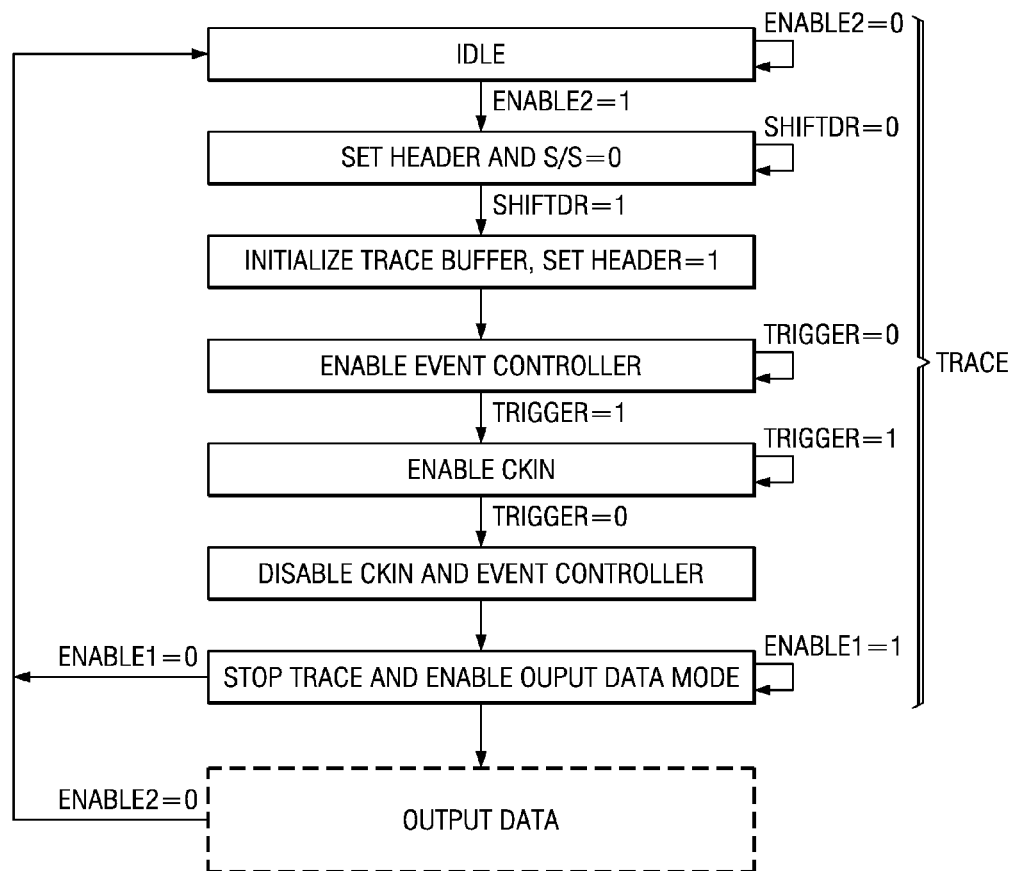 ENABLE2=0
IDLE
ENABLE2=1
SHIFTDR=0
SET HEADER AND S/S=0
SHIFTDR=1
INITIALIZE TRACE BUFFER, SET HEADER=1
TRIGGER=0
ENABLE EVENT CONTROLLER
TRACE
TRIGGER=1
TRIGGER=1
ENABLE CKIN
TRIGGER=0
DISABLE CKIN AND EVENT CONTROLLER
ENABLE1=0
ENABLE1=1
STOP TRACE AND ENABLE OUPUT DATA MODE
ENABLE2=0
OUTPUT DATA